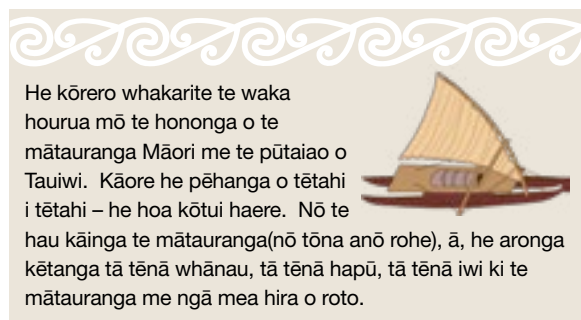 He kōrero whakarite te waka
hourua mō te hononga o te
mātauranga Māori me te pūtaiao o
Tauiwi.  Kāore he pēhanga o tētahi
i tētahi – he hoa kōtui haere.  Nō te
hau kāinga te mātauranga(nō tōna anō rohe), ā, he aronga
kētanga tā tēnā whānau, tā tēnā hapū, tā tēnā iwi ki te
mātauranga me ngā mea hira o roto.